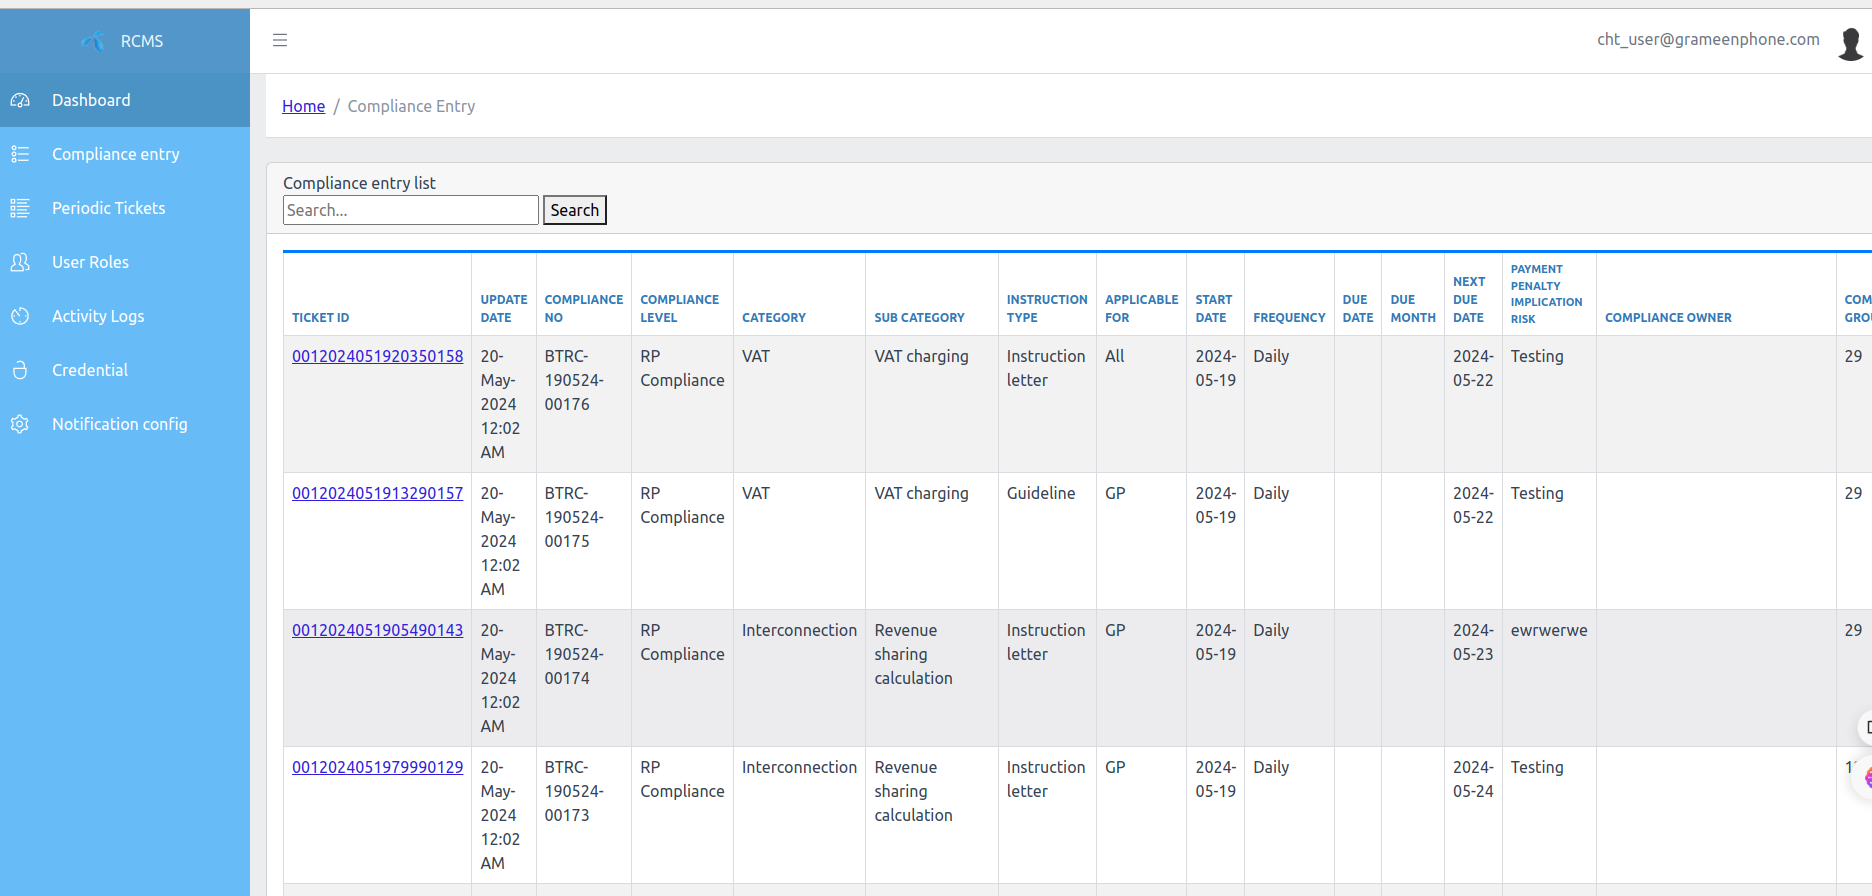 RCMS
cht_user@grameenphone.com
Dashboard
Compliance entry
Periodic Tickets
User Roles
Activity Logs
Credential
Notification config
Home / Compliance Entry
Compliance entry list
Search...
Search
TICKET ID
UPDATE
DATE
COMPLIANCE
NO
COMPLIANCE
LEVEL
CATEGORY
SUB CATEGORY
INSTRUCTION
TYPE
APPLICABLE
FOR
START
DATE
FREQUENCY
DUE
DATE
DUE
MONTH
NEXT
DUE
DATE
PAYMENT
PENALTY
IMPLICATION
RISK
COMPLIANCE OWNER
COM
GROU
0012024051920350158
20-
May-
2024
12:02
AM
BTRC-
190524-
00176
RP
Compliance
VAT
VAT charging
Instruction
letter
All
2024-
05-19
Daily
2024-
05-22
Testing
29
0012024051913290157
20-
May-
2024
12:02
AM
BTRC-
190524-
00175
RP
Compliance
VAT
VAT charging
Guideline
GP
2024-
05-19
Daily
2024-
05-22
Testing
29
0012024051905490143
20-
May-
2024
12:02
AM
BTRC-
190524-
00174
RP
Compliance
Interconnection
Revenue
sharing
calculation
Instruction
letter
GP
2024-
05-19
Daily
2024-
05-23
ewrwerwe
29
0012024051979990129
20-
May-
2024
12:02
AM
BTRC-
190524-
00173
RP
Compliance
Interconnection
Revenue
sharing
calculation
Instruction
letter
GP
2024-
05-19
Daily
2024-
05-24
Testing